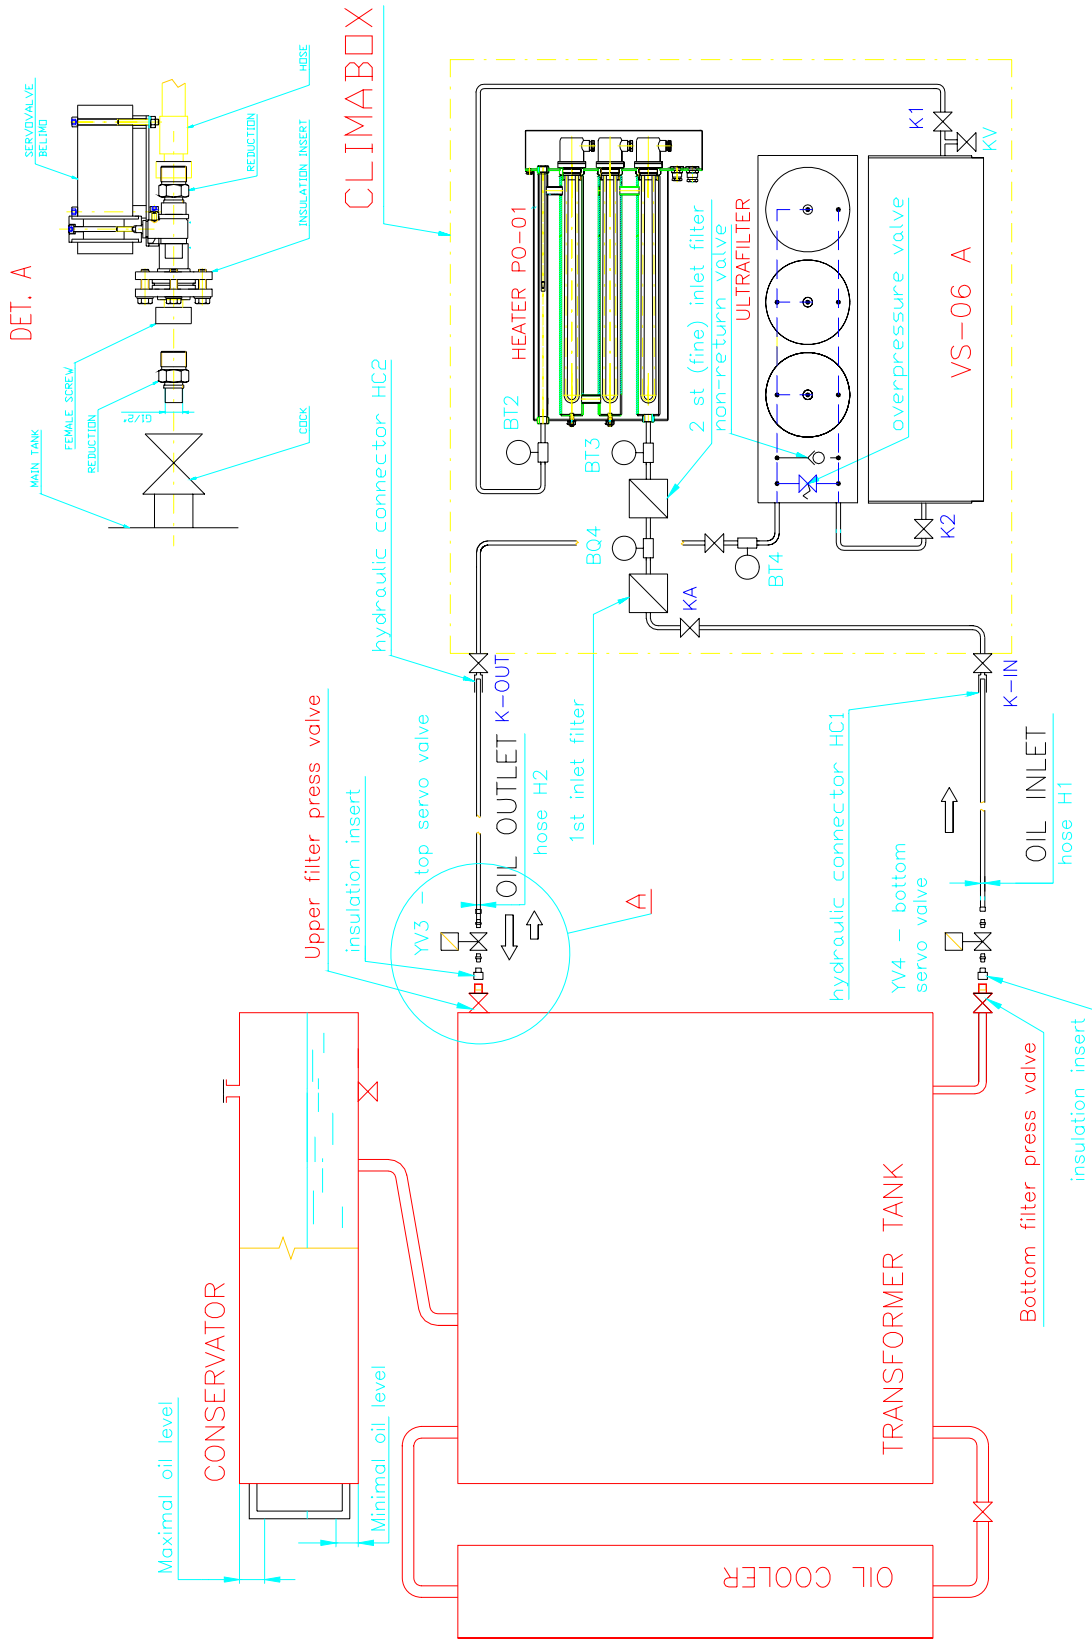 DET. A
SERVOVALVE
BELIMO
HOSE
REDUCTION
INSULATION INSERT
MAIN TANK
FEMALE SCREW
REDUCTION
G1/2"
COCK
CLIMABOX
HEATER PO-01
BT2
BT3
2 st (fine) inlet filter
non-return valve
ULTRAFILTER
overpressure valve
K1
KV
VS-06 A
K2
BQ4
BT4
KA
hydraulic connector HC2
K-OUT
K-IN
Upper filter press valve
insulation insert
YV3 - top servo valve
OIL OUTLET
hose H2
1st inlet filter
A
hydraulic connector HC1
YV4 - bottom
servo valve
OIL INLET
hose H1
Bottom filter press valve
insulation insert
CONSERVATOR
Maximal oil level
Minimal oil level
TRANSFORMER TANK
OIL COOLER